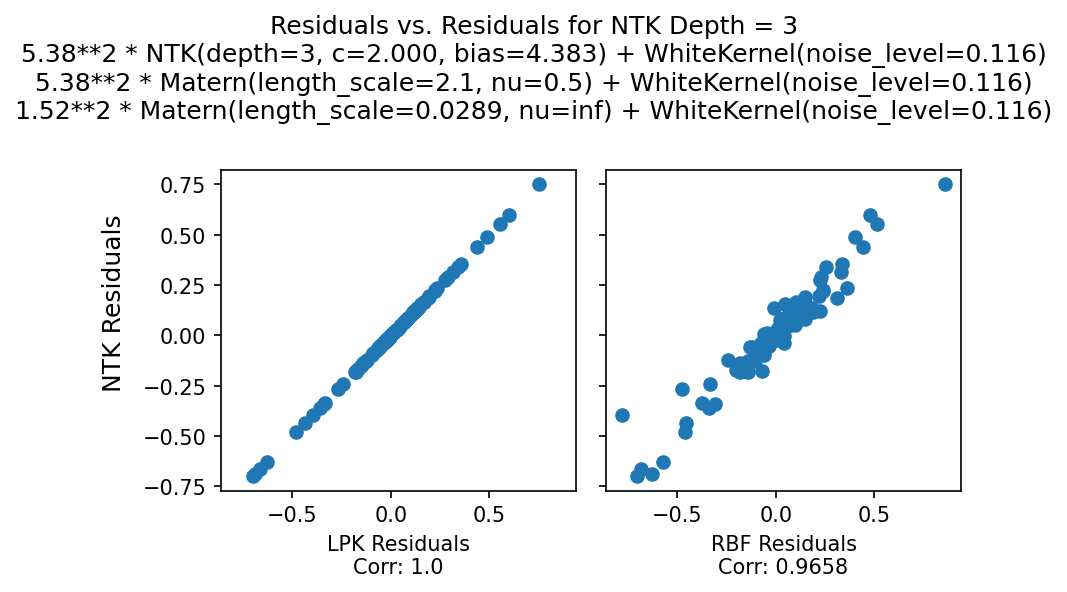 Residuals vs. Residuals for NTK Depth = 3
5.38**2 * NTK(depth=3, c=2.000, bias=4.383) + WhiteKernel(noise_level=0.116)
5.38**2 * Matern(length_scale=2.1, nu=0.5) + WhiteKernel(noise_level=0.116)
1.52**2 * Matern(length_scale=0.0289, nu=inf) + WhiteKernel(noise_level=0.116)
NTK Residuals
0.75
0.50
0.25
0.00
−0.25
−0.50
−0.75
−0.5 0.0 0.5
LPK Residuals
Corr: 1.0
−0.5 0.0 0.5
RBF Residuals
Corr: 0.9658